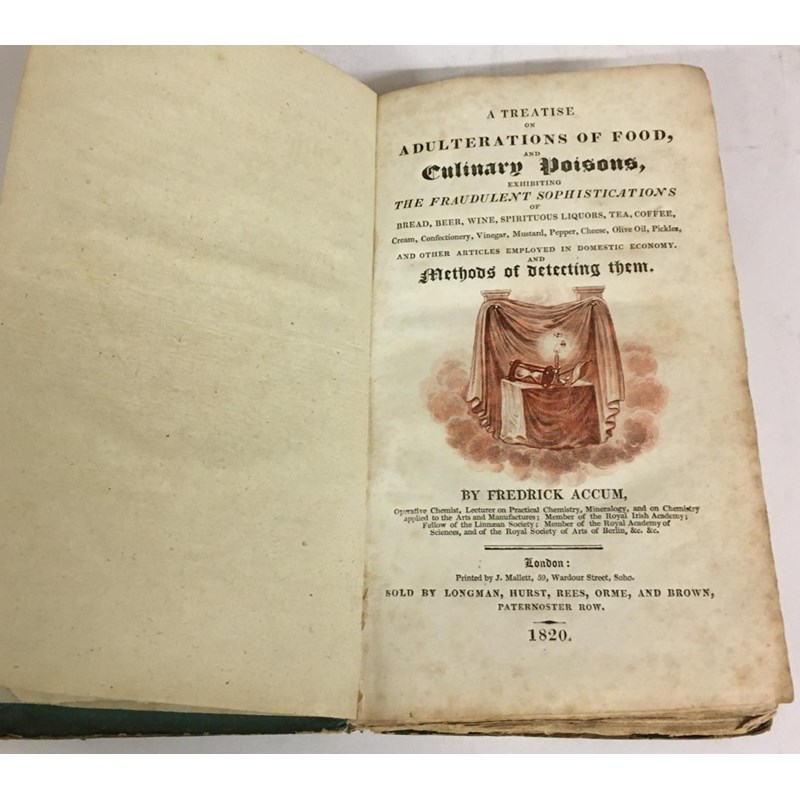 A TREATISE
ON
ADULTERATIONS OF FOOD,
AND
Culinary Poisons,
EXHIBITING
THE FRAUDULENT SOPHISTICATIONS
OF
BREAD, BEER, WINE, SPIRITUOUS LIQUORS, TEA, COFFEE,
Cream, Confectionery, Vinegar, Mustard, Pepper, Cheese, Olive Oil, Pickles,
AND OTHER ARTICLES EMPLOYED IN DOMESTIC ECONOMY.
AND
Methods of detecting them.
BY FREDRICK ACCUM,
Operative Chemist, Lecturer on Practical Chemistry, Mineralogy, and on Chemistry
applied to the Arts and Manufactures; Member of the Royal Irish Academy;
Fellow of the Linnæan Society; Member of the Royal Academy of
Sciences, and of the Royal Society of Arts of Berlin, &c. &c.
London:
Printed by J. Mallett, 59, Wardour Street, Soho.
SOLD BY LONGMAN, HURST, REES, ORME, AND BROWN,
PATERNOSTER ROW.
1820.